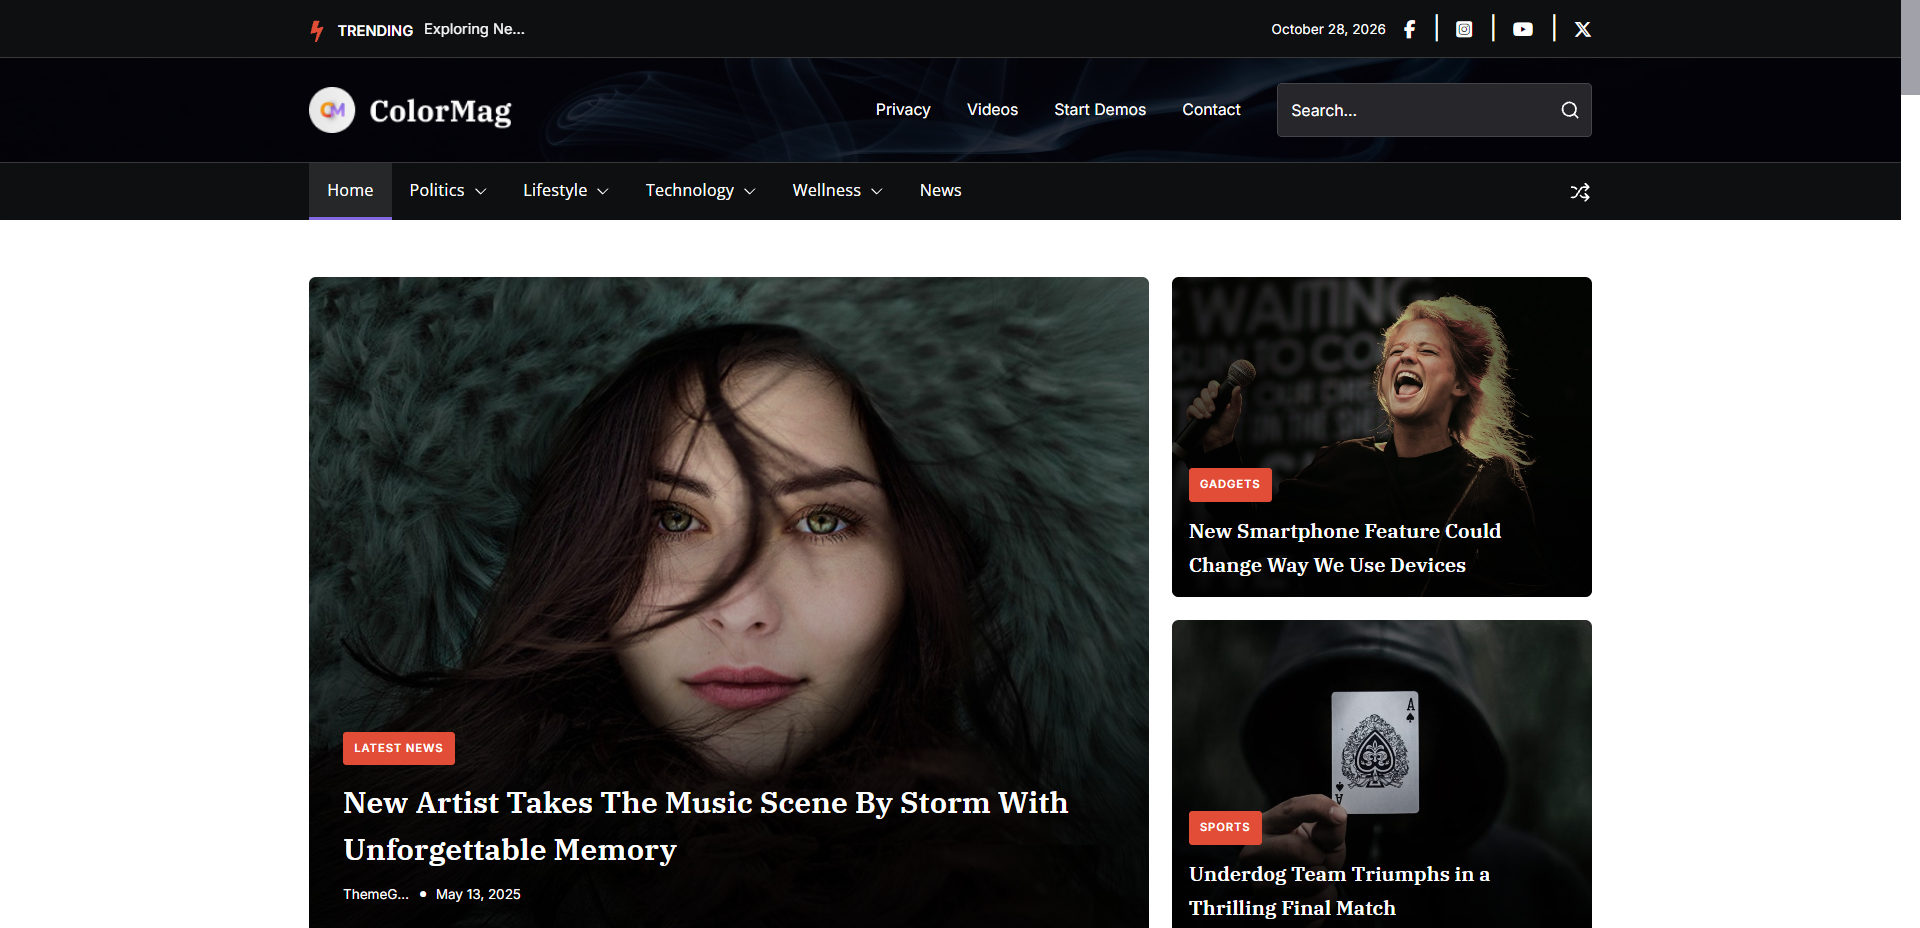 TRENDING Exploring Ne...
October 28, 2026
CM ColorMag
Privacy Videos Start Demos Contact Search...
Home Politics Lifestyle Technology Wellness News
LATEST NEWS
New Artist Takes The Music Scene By Storm With
Unforgettable Memory
ThemeG... • May 13, 2025
WAITING
GADGETS
New Smartphone Feature Could
Change Way We Use Devices
A
A
SPORTS
Underdog Team Triumphs in a
Thrilling Final Match